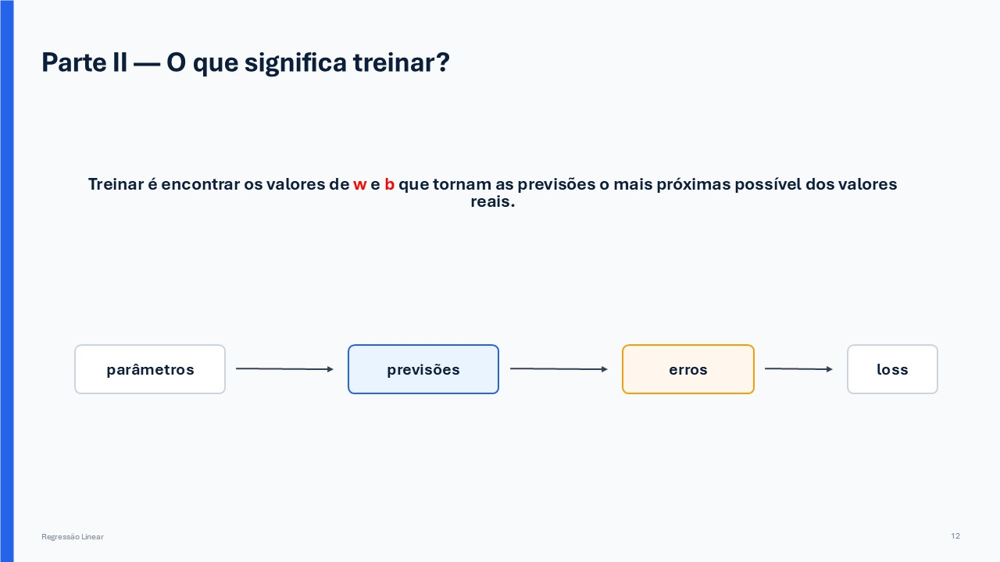 Parte II — O que significa treinar?
Treinar é encontrar os valores de w e b que tornam as previsões o mais próximas possível dos valores
reais.
parâmetros
previsões
erros
loss
Regressão Linear
12